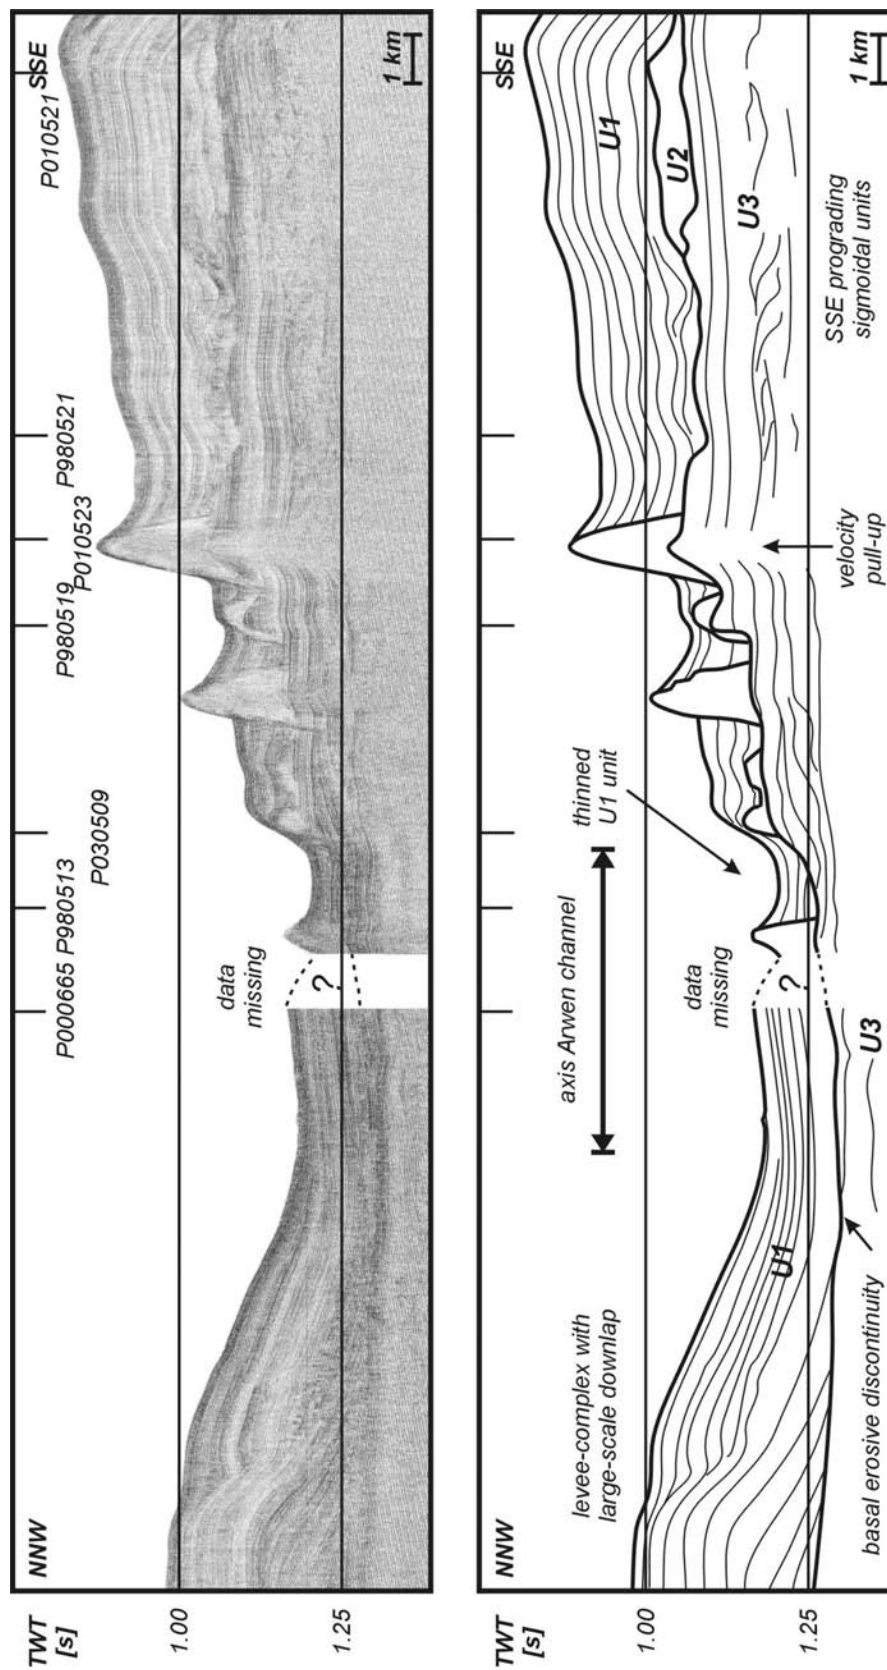 NNW
SSE
TWT
[s]
1.00
1.25
P000665
P980513
P030509
P980519
P010523
P980521
P010521
data
missing
?
1 km
NNW
SSE
TWT
[s]
1.00
1.25
levee-complex with
large-scale downlap
axis Arwen channel
thinned
U1 unit
data
missing
?
U1
U1
U2
U3
U3
basal erosive discontinuity
velocity
pull-up
SSE prograding
sigmoidal units
1 km